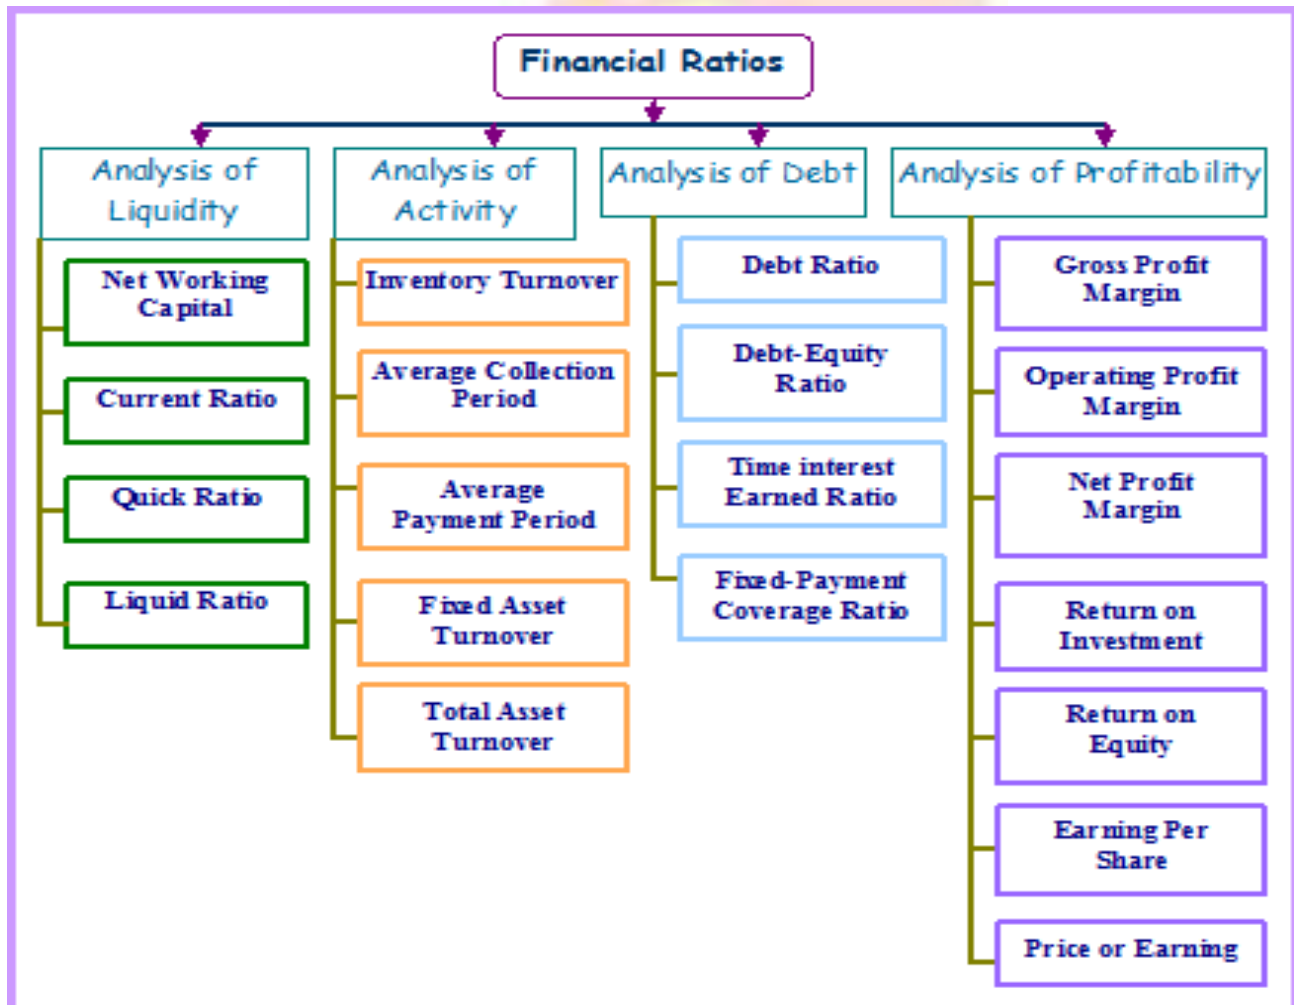 Financial Ratios
Analysis of
Liquidity
Net Working
Capital
Current Ratio
Quick Ratio
Liquid Ratio
Analysis of
Activity
Inventory Turnover
Average Collection
Period
Average
Payment Period
Fixed Asset
Turnover
Total Asset
Turnover
Analysis of Debt
Debt Ratio
Debt-Equity
Ratio
Time interest
Earned Ratio
Fixed-Payment
Coverage Ratio
Analysis of Profitability
Gross Profit
Margin
Operating Profit
Margin
Net Profit
Margin
Return on
Investment
Return on
Equity
Earning Per
Share
Price or Earning